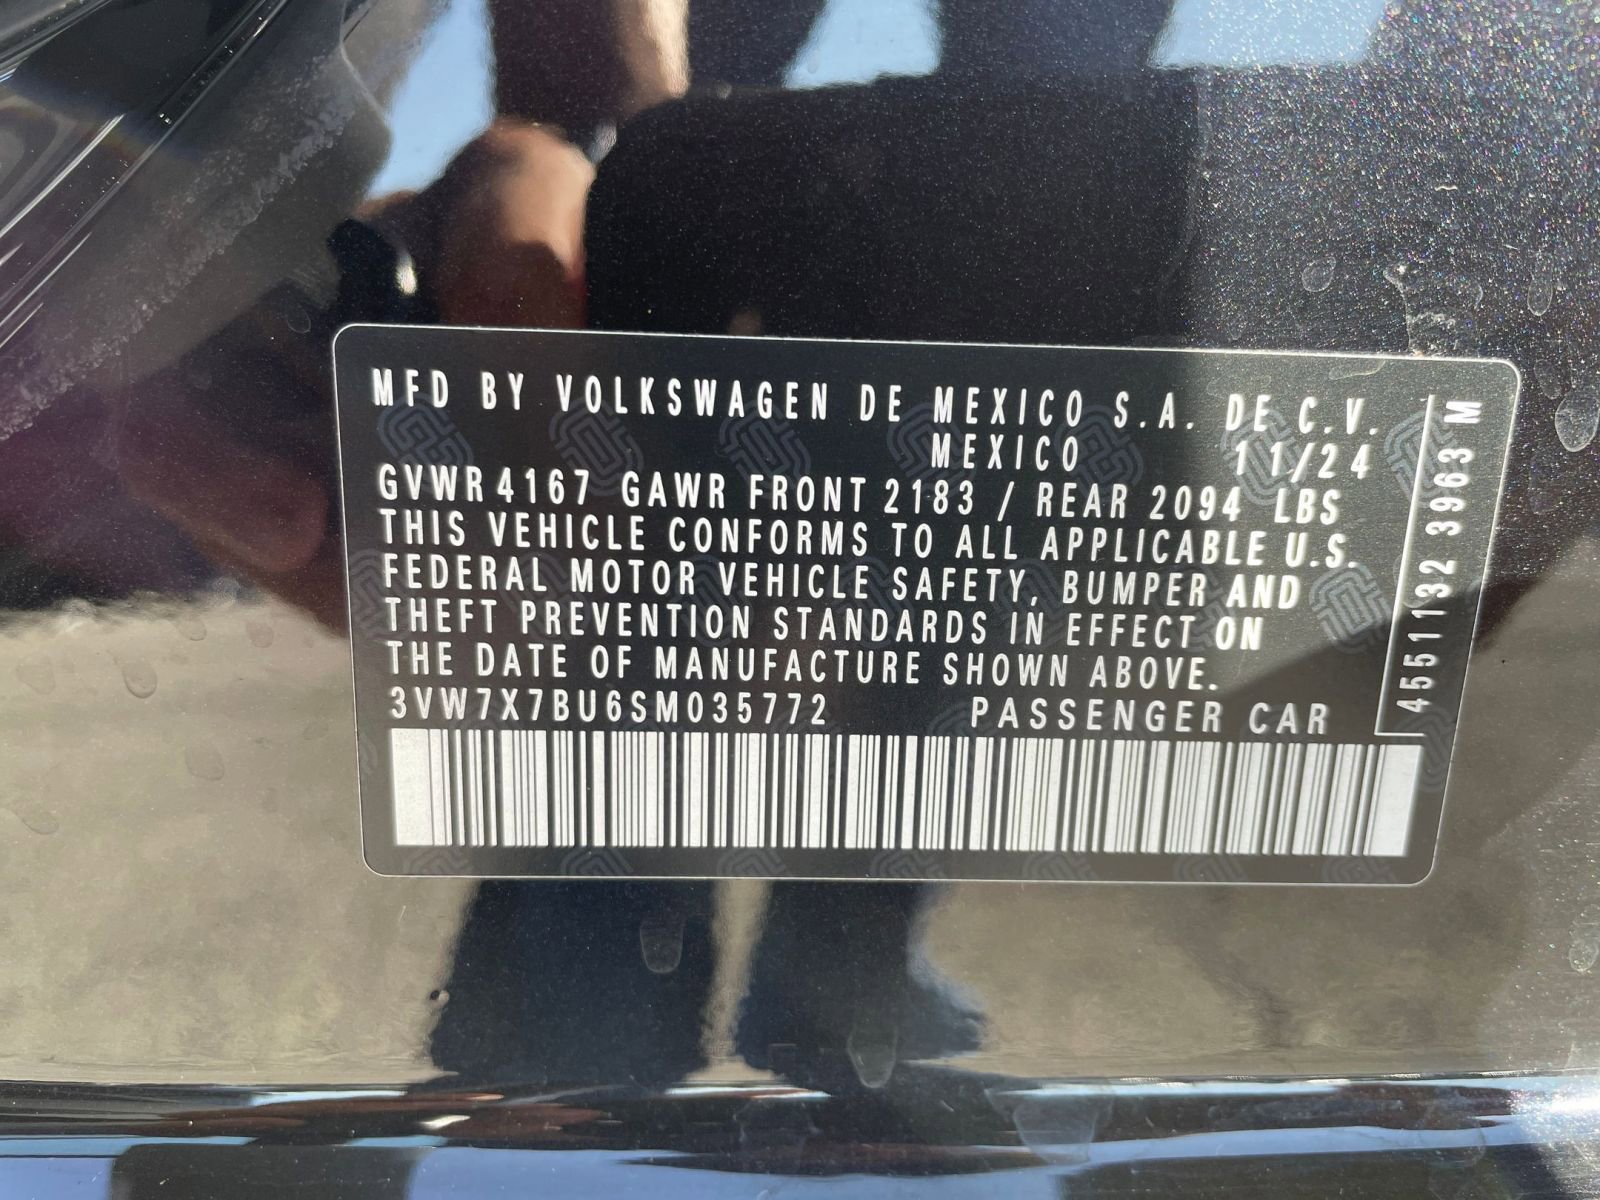 MFD BY VOLKSWAGEN DE MEXICO S.A. DE C.V.
MEXICO 11/24
GVWR 4167 GAWR FRONT 2183 / REAR 2094 LBS
THIS VEHICLE CONFORMS TO ALL APPLICABLE U.S.
FEDERAL MOTOR VEHICLE SAFETY, BUMPER AND
THEFT PREVENTION STANDARDS IN EFFECT ON
THE DATE OF MANUFACTURE SHOWN ABOVE.
3VW7X7BU6SM035772 PASSENGER CAR
4551132 3963 M